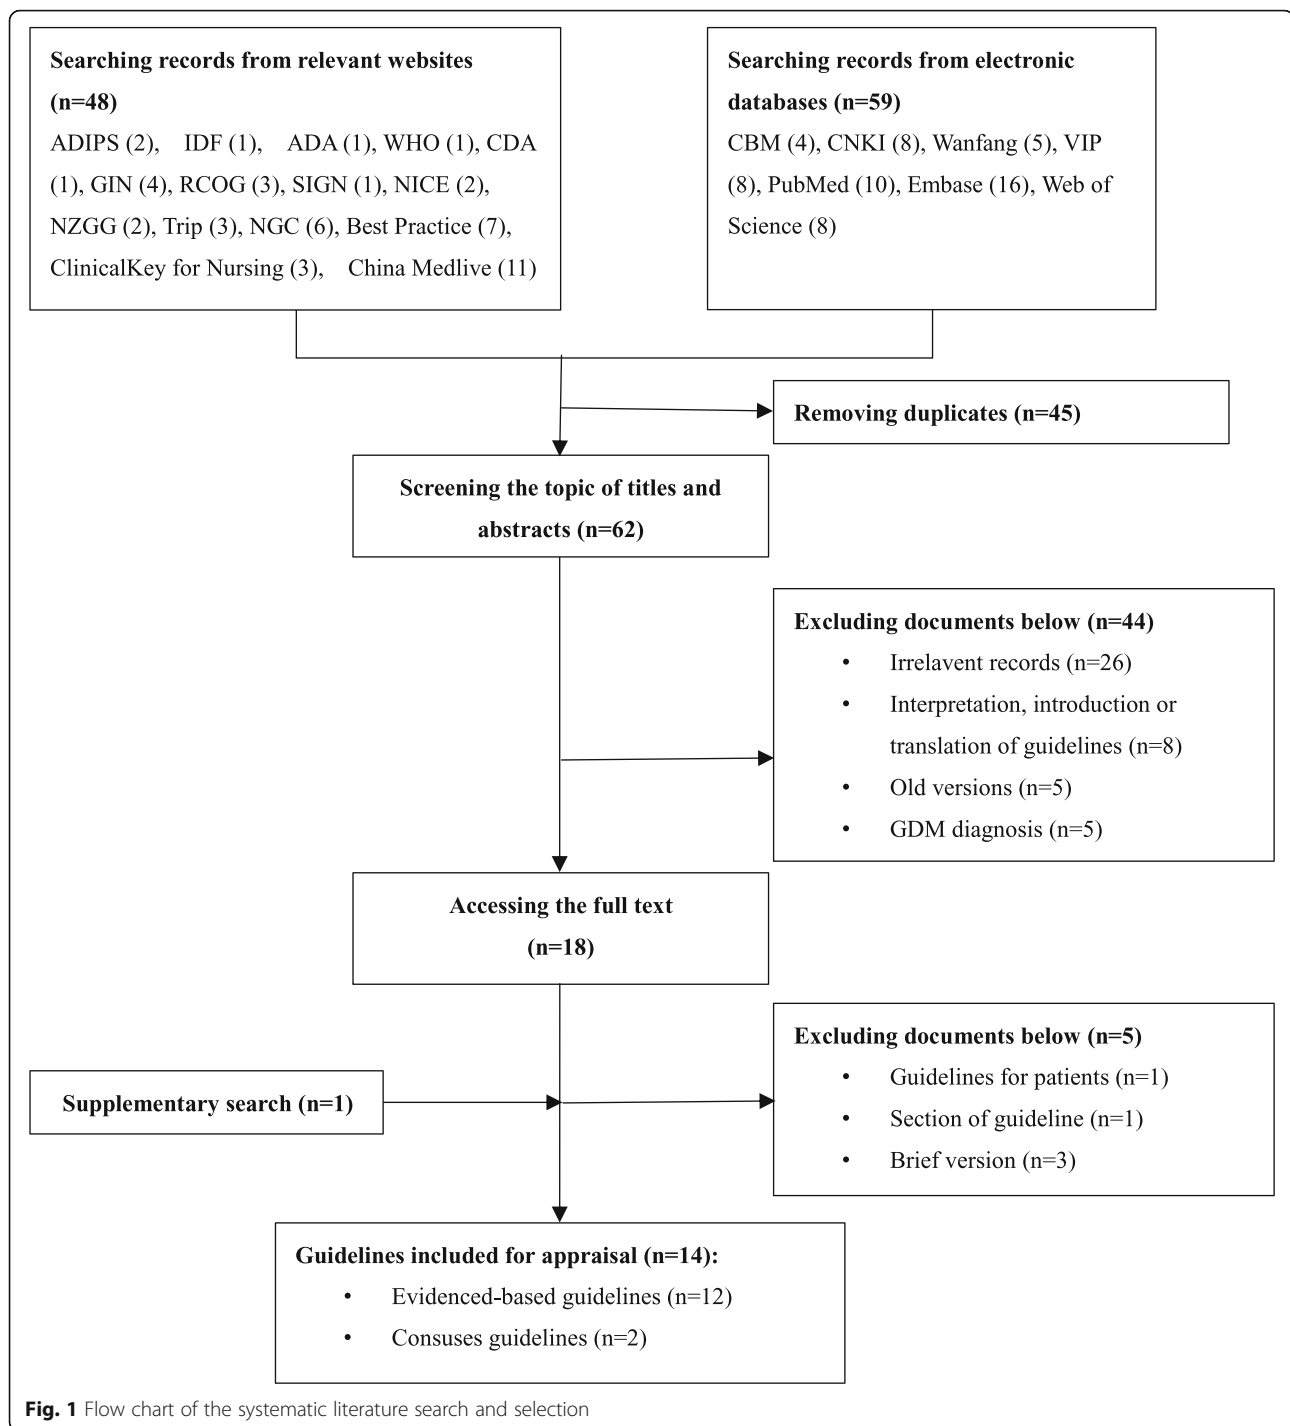 Searching records from relevant websites
(n=48)
ADIPS (2), IDF (1), ADA (1), WHO (1), CDA
(1), GIN (4), RCOG (3), SIGN (1), NICE (2),
NZGG (2), Trip (3), NGC (6), Best Practice (7),
ClinicalKey for Nursing (3), China Medlive (11)
Searching records from electronic
databases (n=59)
CBM (4), CNKI (8), Wanfang (5), VIP
(8), PubMed (10), Embase (16), Web of
Science (8)
Removing duplicates (n=45)
Screening the topic of titles and
abstracts (n=62)
Excluding documents below (n=44)
• Irrelavent records (n=26)
• Interpretation, introduction or
translation of guidelines (n=8)
• Old versions (n=5)
• GDM diagnosis (n=5)
Accessing the full text
(n=18)
Excluding documents below (n=5)
• Guidelines for patients (n=1)
• Section of guideline (n=1)
• Brief version (n=3)
Supplementary search (n=1)
Guidelines included for appraisal (n=14):
• Evidenced-based guidelines (n=12)
• Consuses guidelines (n=2)
Fig. 1 Flow chart of the systematic literature search and selection